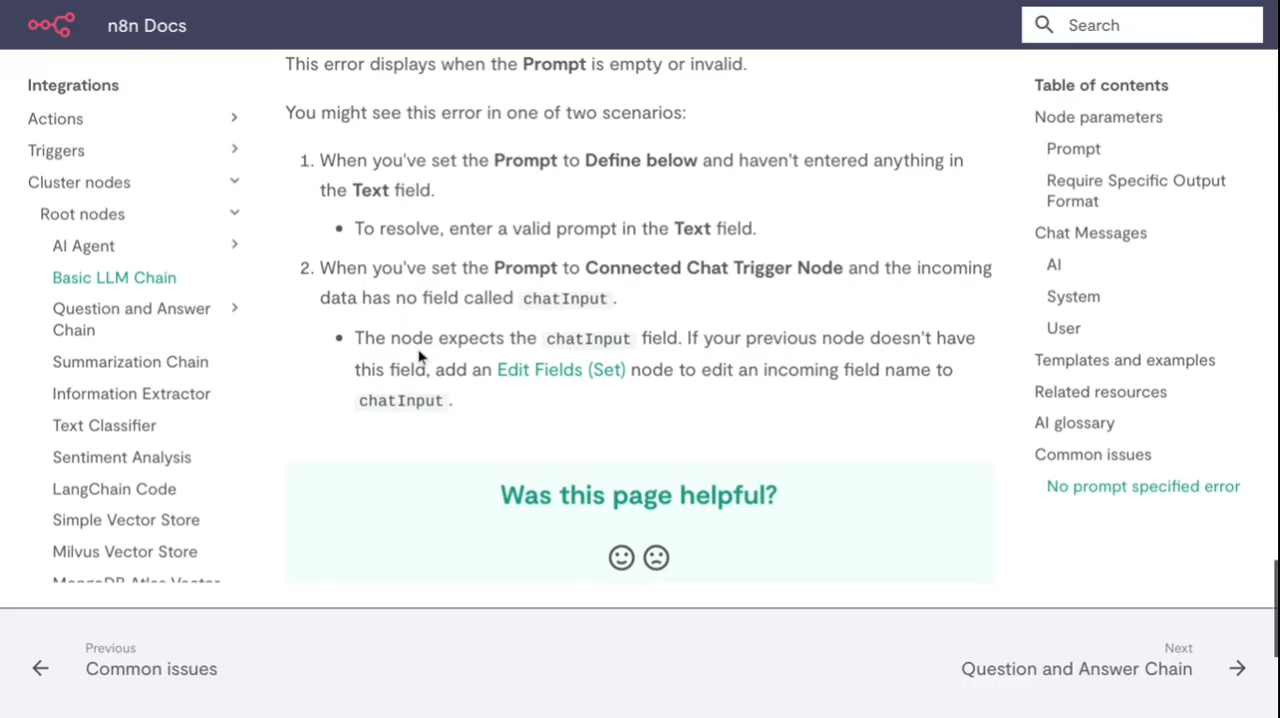 n8n Docs
Search
Integrations
Actions
Triggers
Cluster nodes
Root nodes
AI Agent
Basic LLM Chain
Question and Answer
Chain
Summarization Chain
Information Extractor
Text Classifier
Sentiment Analysis
LangChain Code
Simple Vector Store
Milvus Vector Store
MongoDB Atlas Vector
This error displays when the Prompt is empty or invalid.
You might see this error in one of two scenarios:
1. When you've set the Prompt to Define below and haven't entered anything in
the Text field.
• To resolve, enter a valid prompt in the Text field.
2. When you've set the Prompt to Connected Chat Trigger Node and the incoming
data has no field called chatInput.
• The node expects the chatInput field. If your previous node doesn't have
this field, add an Edit Fields (Set) node to edit an incoming field name to
chatInput.
Was this page helpful?
Table of contents
Node parameters
Prompt
Require Specific Output
Format
Chat Messages
AI
System
User
Templates and examples
Related resources
AI glossary
Common issues
No prompt specified error
Previous
Common issues
Next
Question and Answer Chain